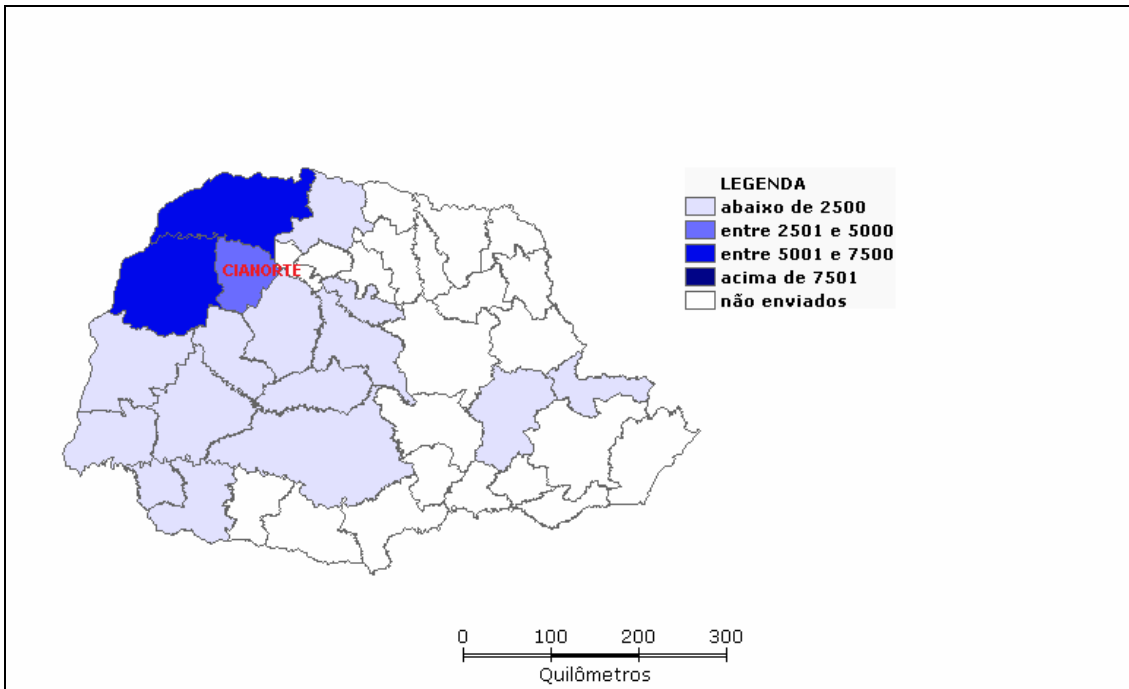 LEGENDA
abaixo de 2500
entre 2501 e 5000
entre 5001 e 7500
acima de 7501
não enviados
CIANORTE
0 100 200 300
Quilômetros